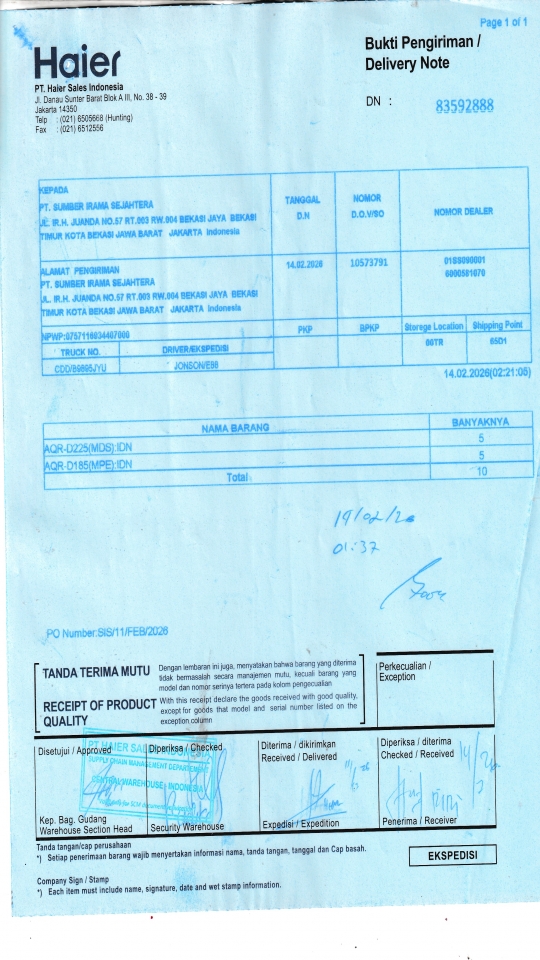 Page 1 of 1
Haier
Bukti Pengiriman /
Delivery Note
PT. Haier Sales Indonesia
Jl. Danau Sunter Barat Blok A III, No. 38 - 39
Jakarta 14350
Telp : (021) 6505668 (Hunting)
Fax : (021) 6512556
DN : 83592888
KEPADA
PT. SUMBER IRAMA SEJAHTERA
JL. IR.H. JUANDA NO.57 RT.003 RW.004 BEKASI JAYA BEKASI
TIMUR KOTA BEKASI JAWA BARAT JAKARTA Indonesia
TANGGAL
D.N
NOMOR
D.O.V/SO
NOMOR DEALER
ALAMAT PENGIRIMAN
PT. SUMBER IRAMA SEJAHTERA
JL. IR.H. JUANDA NO.57 RT.003 RW.004 BEKASI JAYA BEKASI
TIMUR KOTA BEKASI JAWA BARAT JAKARTA Indonesia
14.02.2026
10573791
NPWP:0757116034407000
PKP
BPKP
Storege Location
Shipping Point
00TR
65D1
TRUCK NO.
DRIVER/EKSPEDISI
CDD/B9895JYU
JONSON/E88
14.02.2026(02:21:05)
NAMA BARANG
BANYAKNYA
AQR-D225(MDS):IDN
5
AQR-D185(MPE):IDN
5
Total
10
19/02/26
01:37
PO Number:SIS/11/FEB/2026
TANDA TERIMA MUTU
Dengan lembaran ini juga, menyatakan bahwa barang yang diterima
tidak bermasalah secara manajemen mutu, kecuali barang yang
model dan nomor serinya tertera pada kolom pengecualian
RECEIPT OF PRODUCT
QUALITY
With this receipt declare the goods received with good quality,
except for goods that model and serial number listed on the
exception column
Perkecualian /
Exception
Disetujui / Approved
Diperiksa / Checked
Diterima / dikirimkan
Received / Delivered
Diperiksa / diterima
Checked / Received
PT HAIER SALES INDONESIA
SUPPLY CHAIN MANAGEMENT DEPARTEMENT
CENTRAL WAREHOUSE INDONESIA
Kep. Bag. Gudang
Warehouse Section Head
Security Warehouse
Expedisi / Expedition
Penerima / Receiver
Tanda tangan/cap perusahaan
*) Setiap penerimaan barang wajib menyertakan informasi nama, tanda tangan, tanggal dan Cap basah.
EKSPEDISI
Company Sign / Stamp
*) Each item must include name, signature, date and wet stamp information.